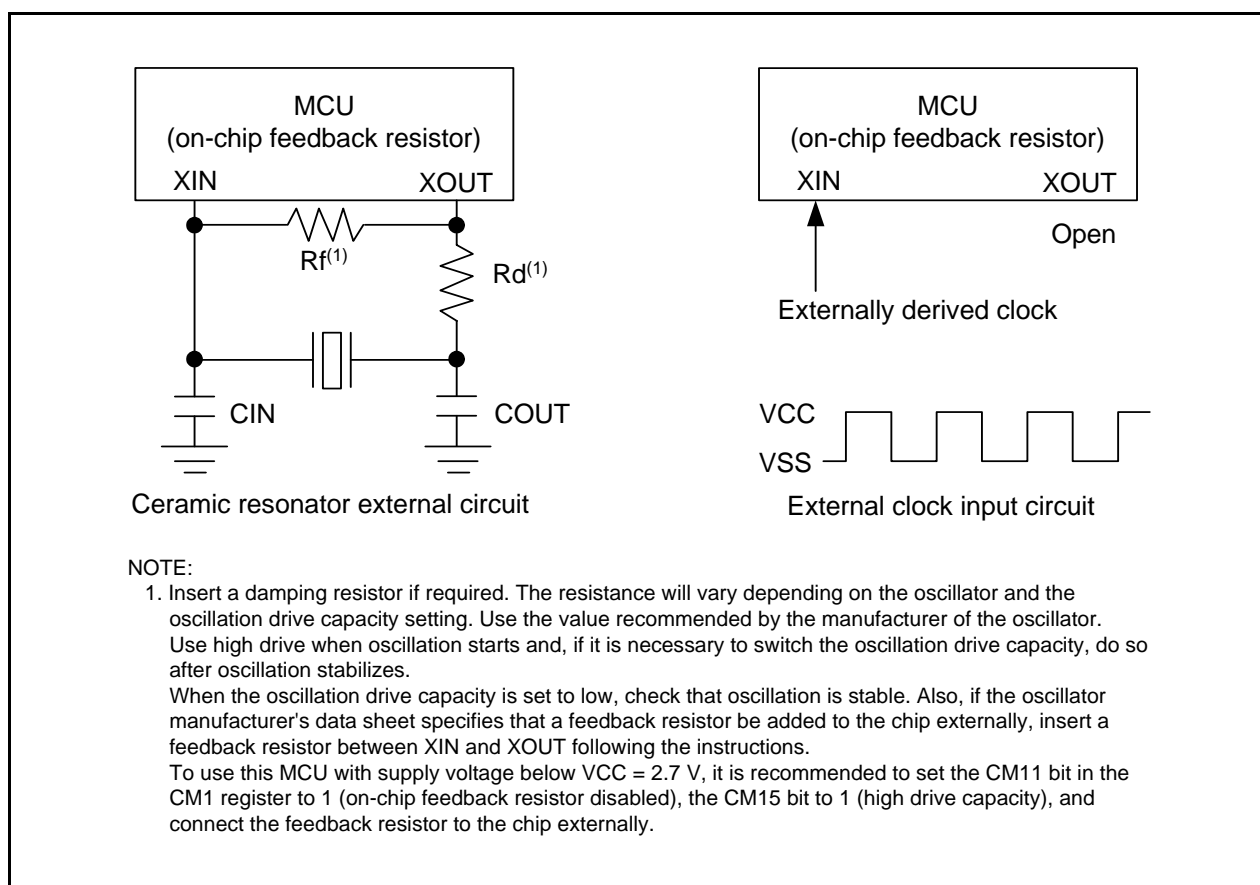 MCU
(on-chip feedback resistor)
XIN
XOUT
Rf(1)
Rd(1)
CIN
COUT
Ceramic resonator external circuit
MCU
(on-chip feedback resistor)
XIN
XOUT
Open
Externally derived clock
VCC
VSS
External clock input circuit
NOTE:
1. Insert a damping resistor if required. The resistance will vary depending on the oscillator and the
oscillation drive capacity setting. Use the value recommended by the manufacturer of the oscillator.
Use high drive when oscillation starts and, if it is necessary to switch the oscillation drive capacity, do so
after oscillation stabilizes.
When the oscillation drive capacity is set to low, check that oscillation is stable. Also, if the oscillator
manufacturer's data sheet specifies that a feedback resistor be added to the chip externally, insert a
feedback resistor between XIN and XOUT following the instructions.
To use this MCU with supply voltage below VCC = 2.7 V, it is recommended to set the CM11 bit in the
CM1 register to 1 (on-chip feedback resistor disabled), the CM15 bit to 1 (high drive capacity), and
connect the feedback resistor to the chip externally.